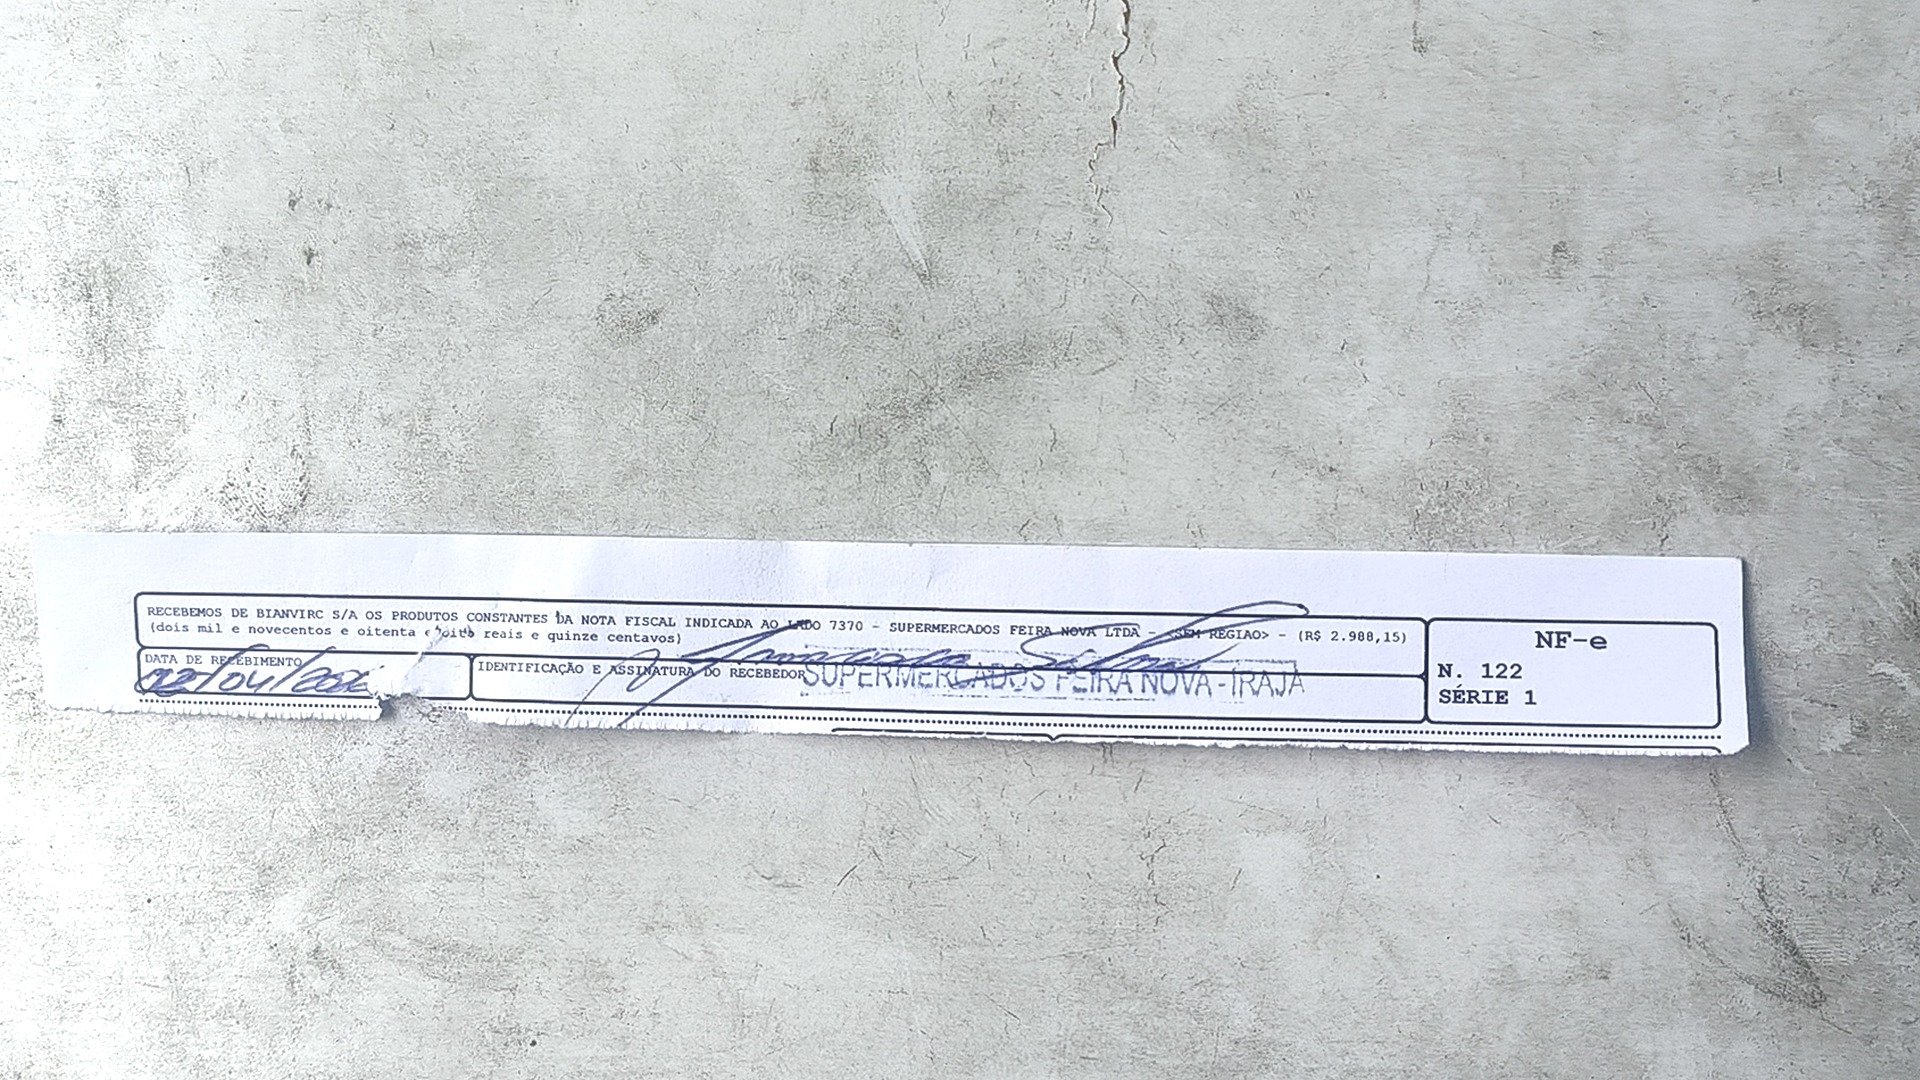 RECEBEMOS DE BIANVIRC S/A OS PRODUTOS CONSTANTES DA NOTA FISCAL INDICADA AO LADO 7370 - SUPERMERCADOS FEIRA NOVA LTDA - <SEM REGIAO> - (R$ 2.988,15)
(dois mil e novecentos e oitenta e oito reais e quinze centavos)
DATA DE RECEBIMENTO
IDENTIFICAÇÃO E ASSINATURA DO RECEBEDOR
SUPERMERCADOS FEIRA NOVA - IRAJA
NF-e
N. 122
SÉRIE 1